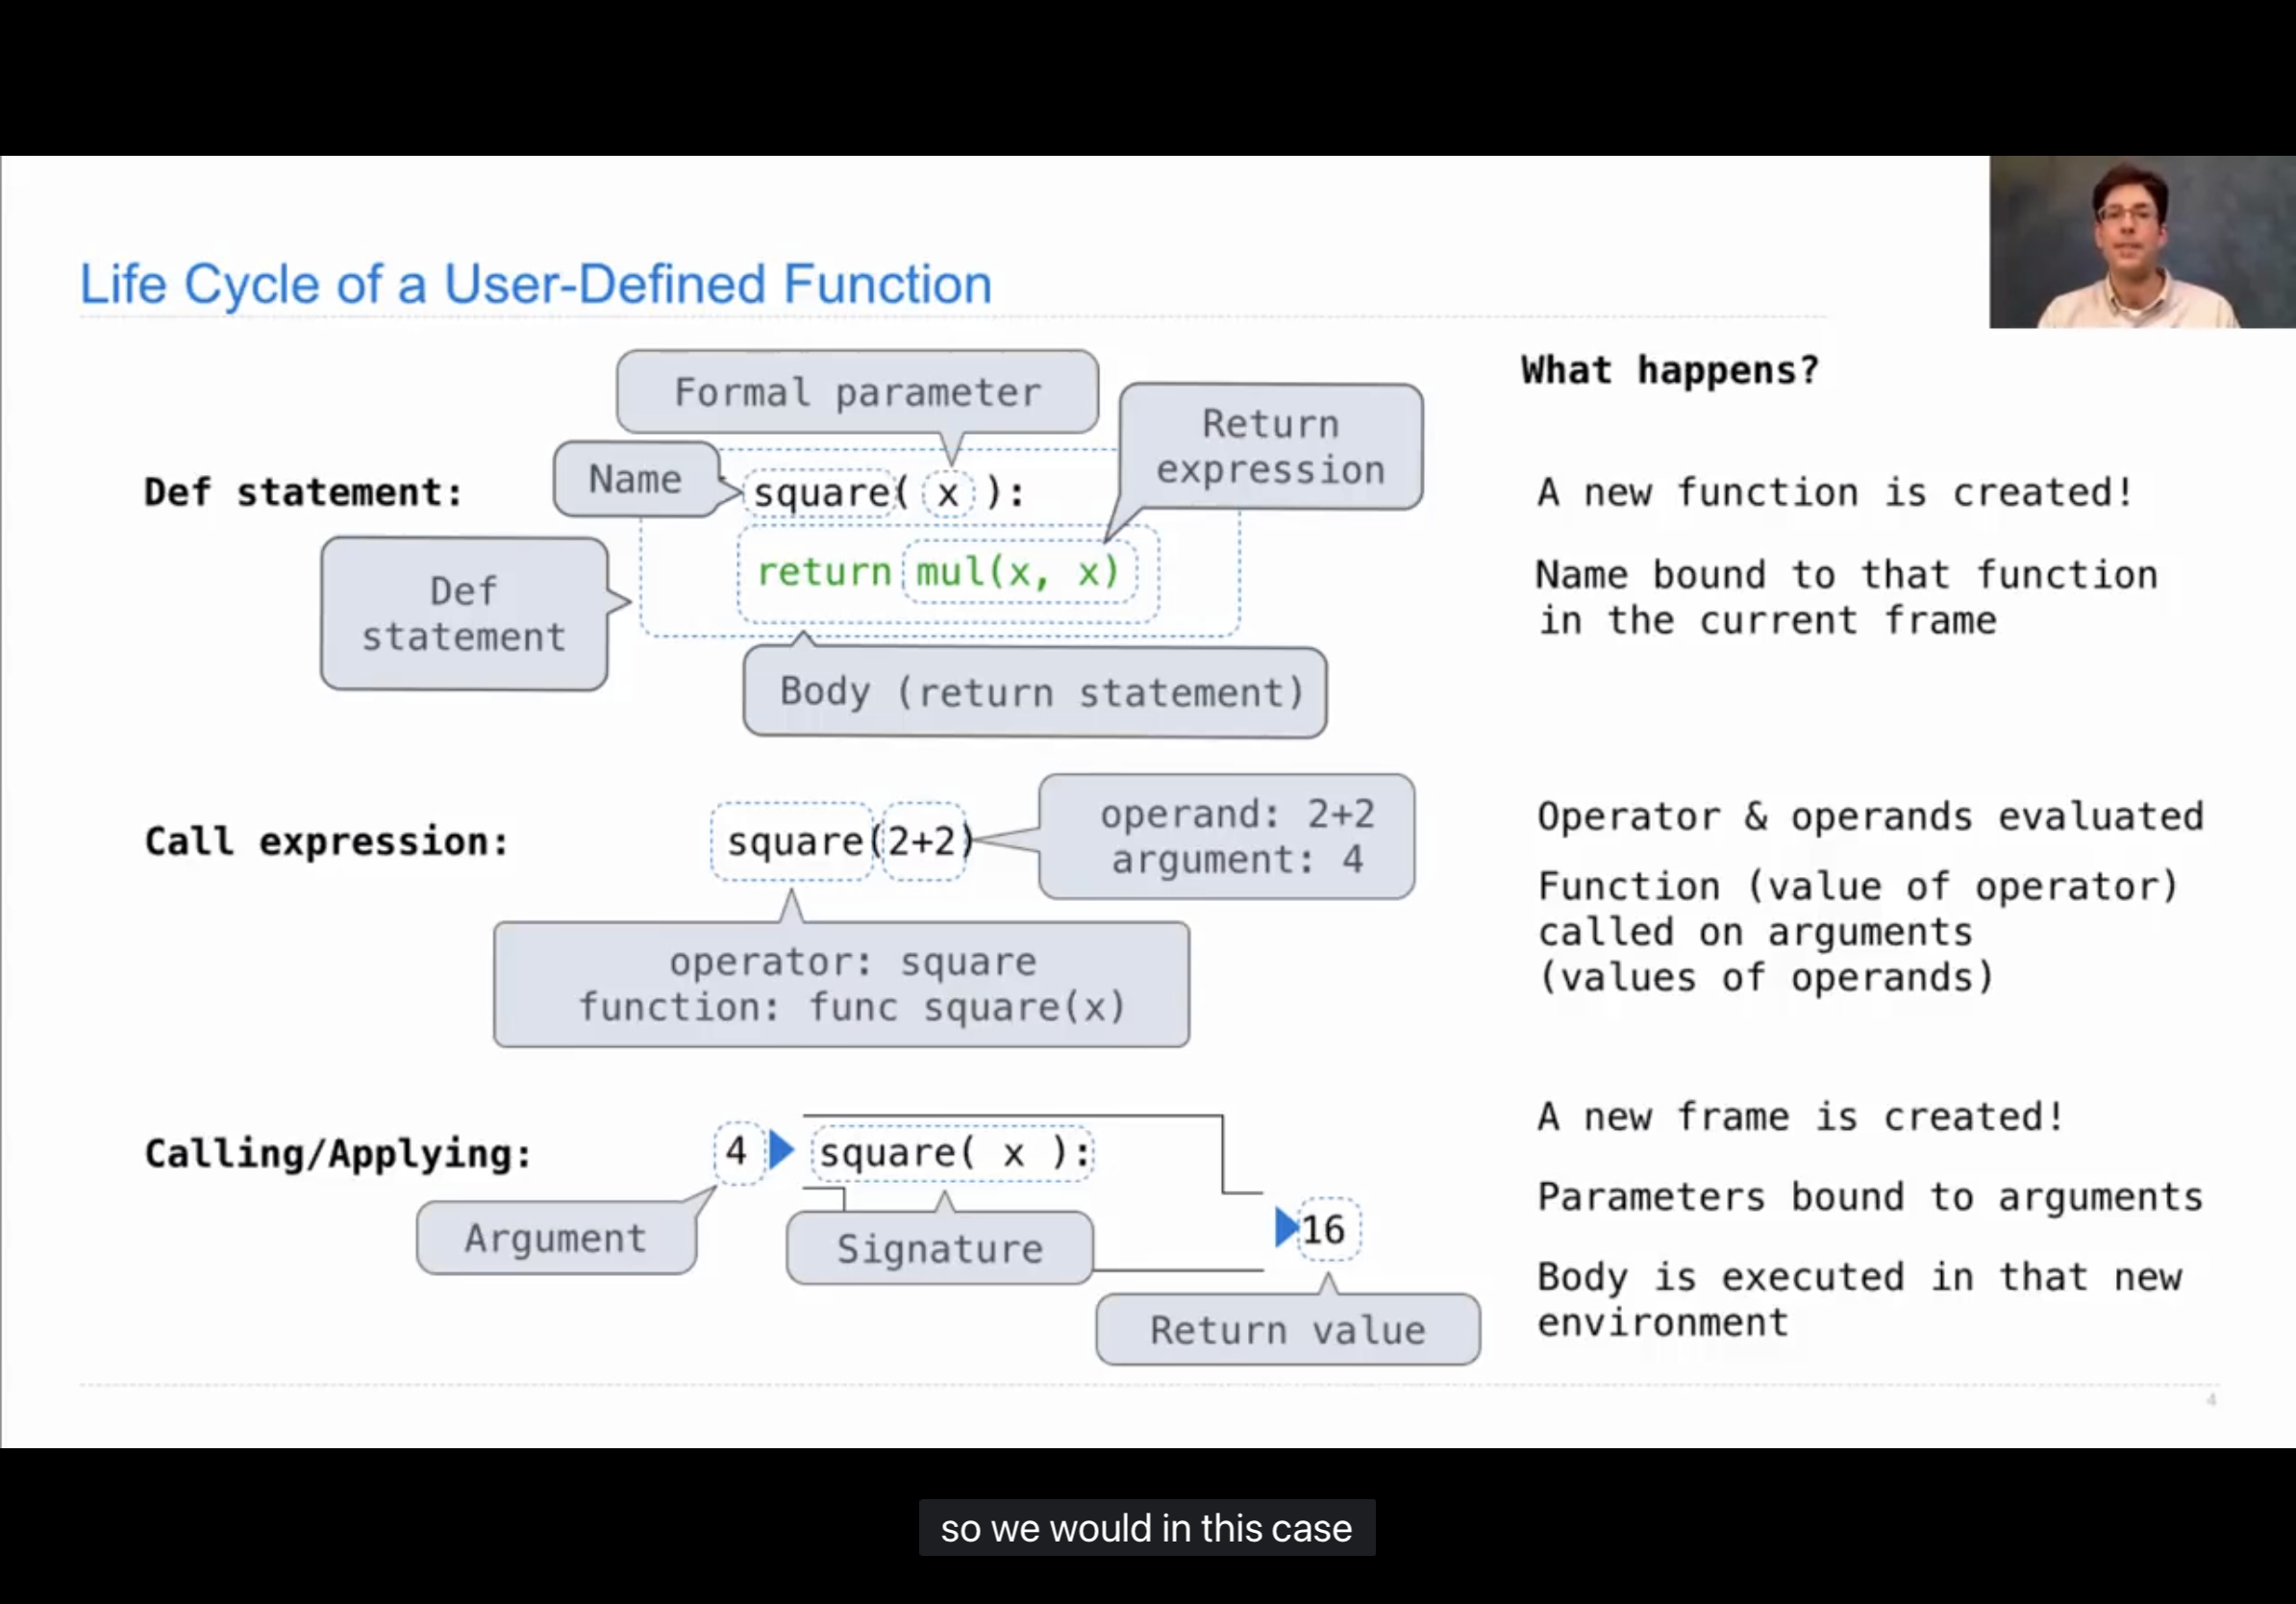 Life Cycle of a User-Defined Function
What happens?
Formal parameter
Return
expression
Def statement:
Name
square( x ):
return mul(x, x)
Def
statement
Body (return statement)
A new function is created!
Name bound to that function
in the current frame
Call expression:
square(2+2)
operand: 2+2
argument: 4
operator: square
function: func square(x)
Operator & operands evaluated
Function (value of operator)
called on arguments
(values of operands)
Calling/Applying:
4
square( x ):
Argument
Signature
16
Return value
A new frame is created!
Parameters bound to arguments
Body is executed in that new
environment
4
so we would in this case